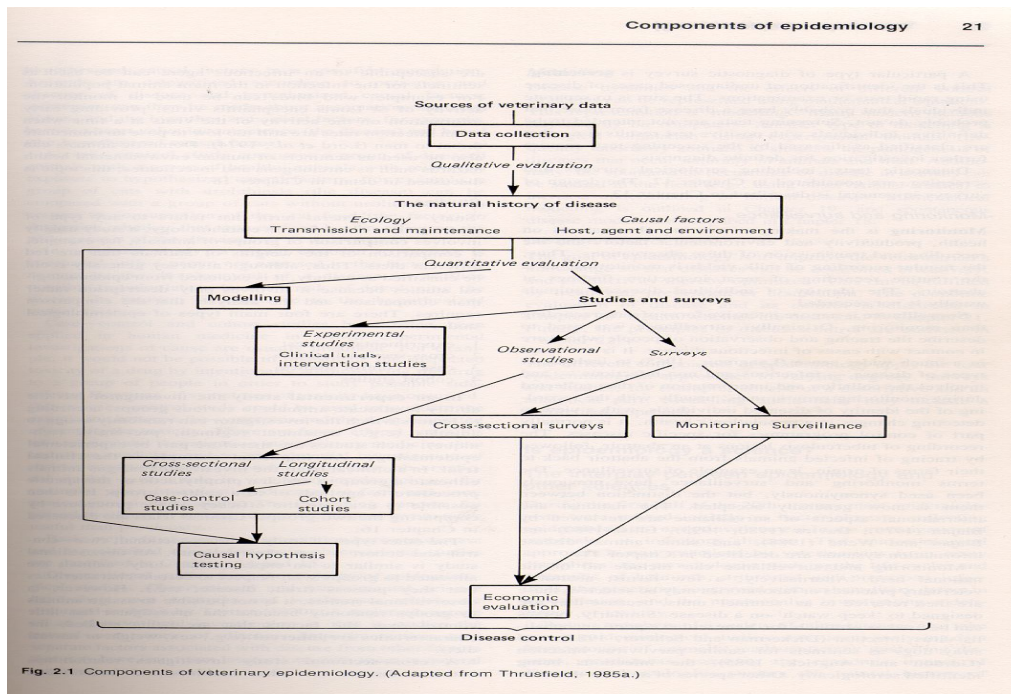 Components of epidemiology 21
Sources of veterinary data
Data collection
Qualitative evaluation
The natural history of disease
Ecology Causal factors
Transmission and maintenance Host, agent and environment
Quantitative evaluation
Modelling
Studies and surveys
Experimental
studies
Clinical trials,
intervention studies
Observational
studies
Surveys
Cross-sectional surveys
Monitoring Surveillance
Cross-sectional Longitudinal
studies studies
Case-control Cohort
studies studies
Causal hypothesis
testing
Economic
evaluation
Disease control
Fig. 2.1 Components of veterinary epidemiology. (Adapted from Thrusfield, 1985a.)